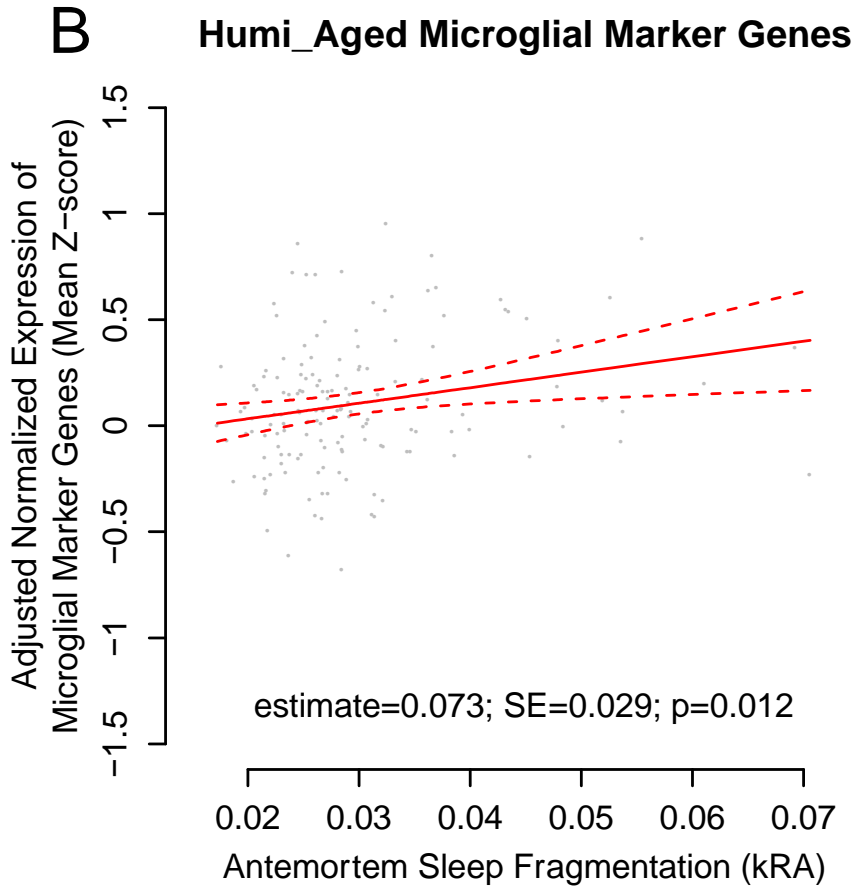 B
Humi_Aged Microglial Marker Genes
Adjusted Normalized Expression of
Microglial Marker Genes (Mean Z−score)
1.5
1
0.5
0
−0.5
−1
−1.5
estimate=0.073; SE=0.029; p=0.012
0.02 0.03 0.04 0.05 0.06 0.07
Antemortem Sleep Fragmentation (kRA)